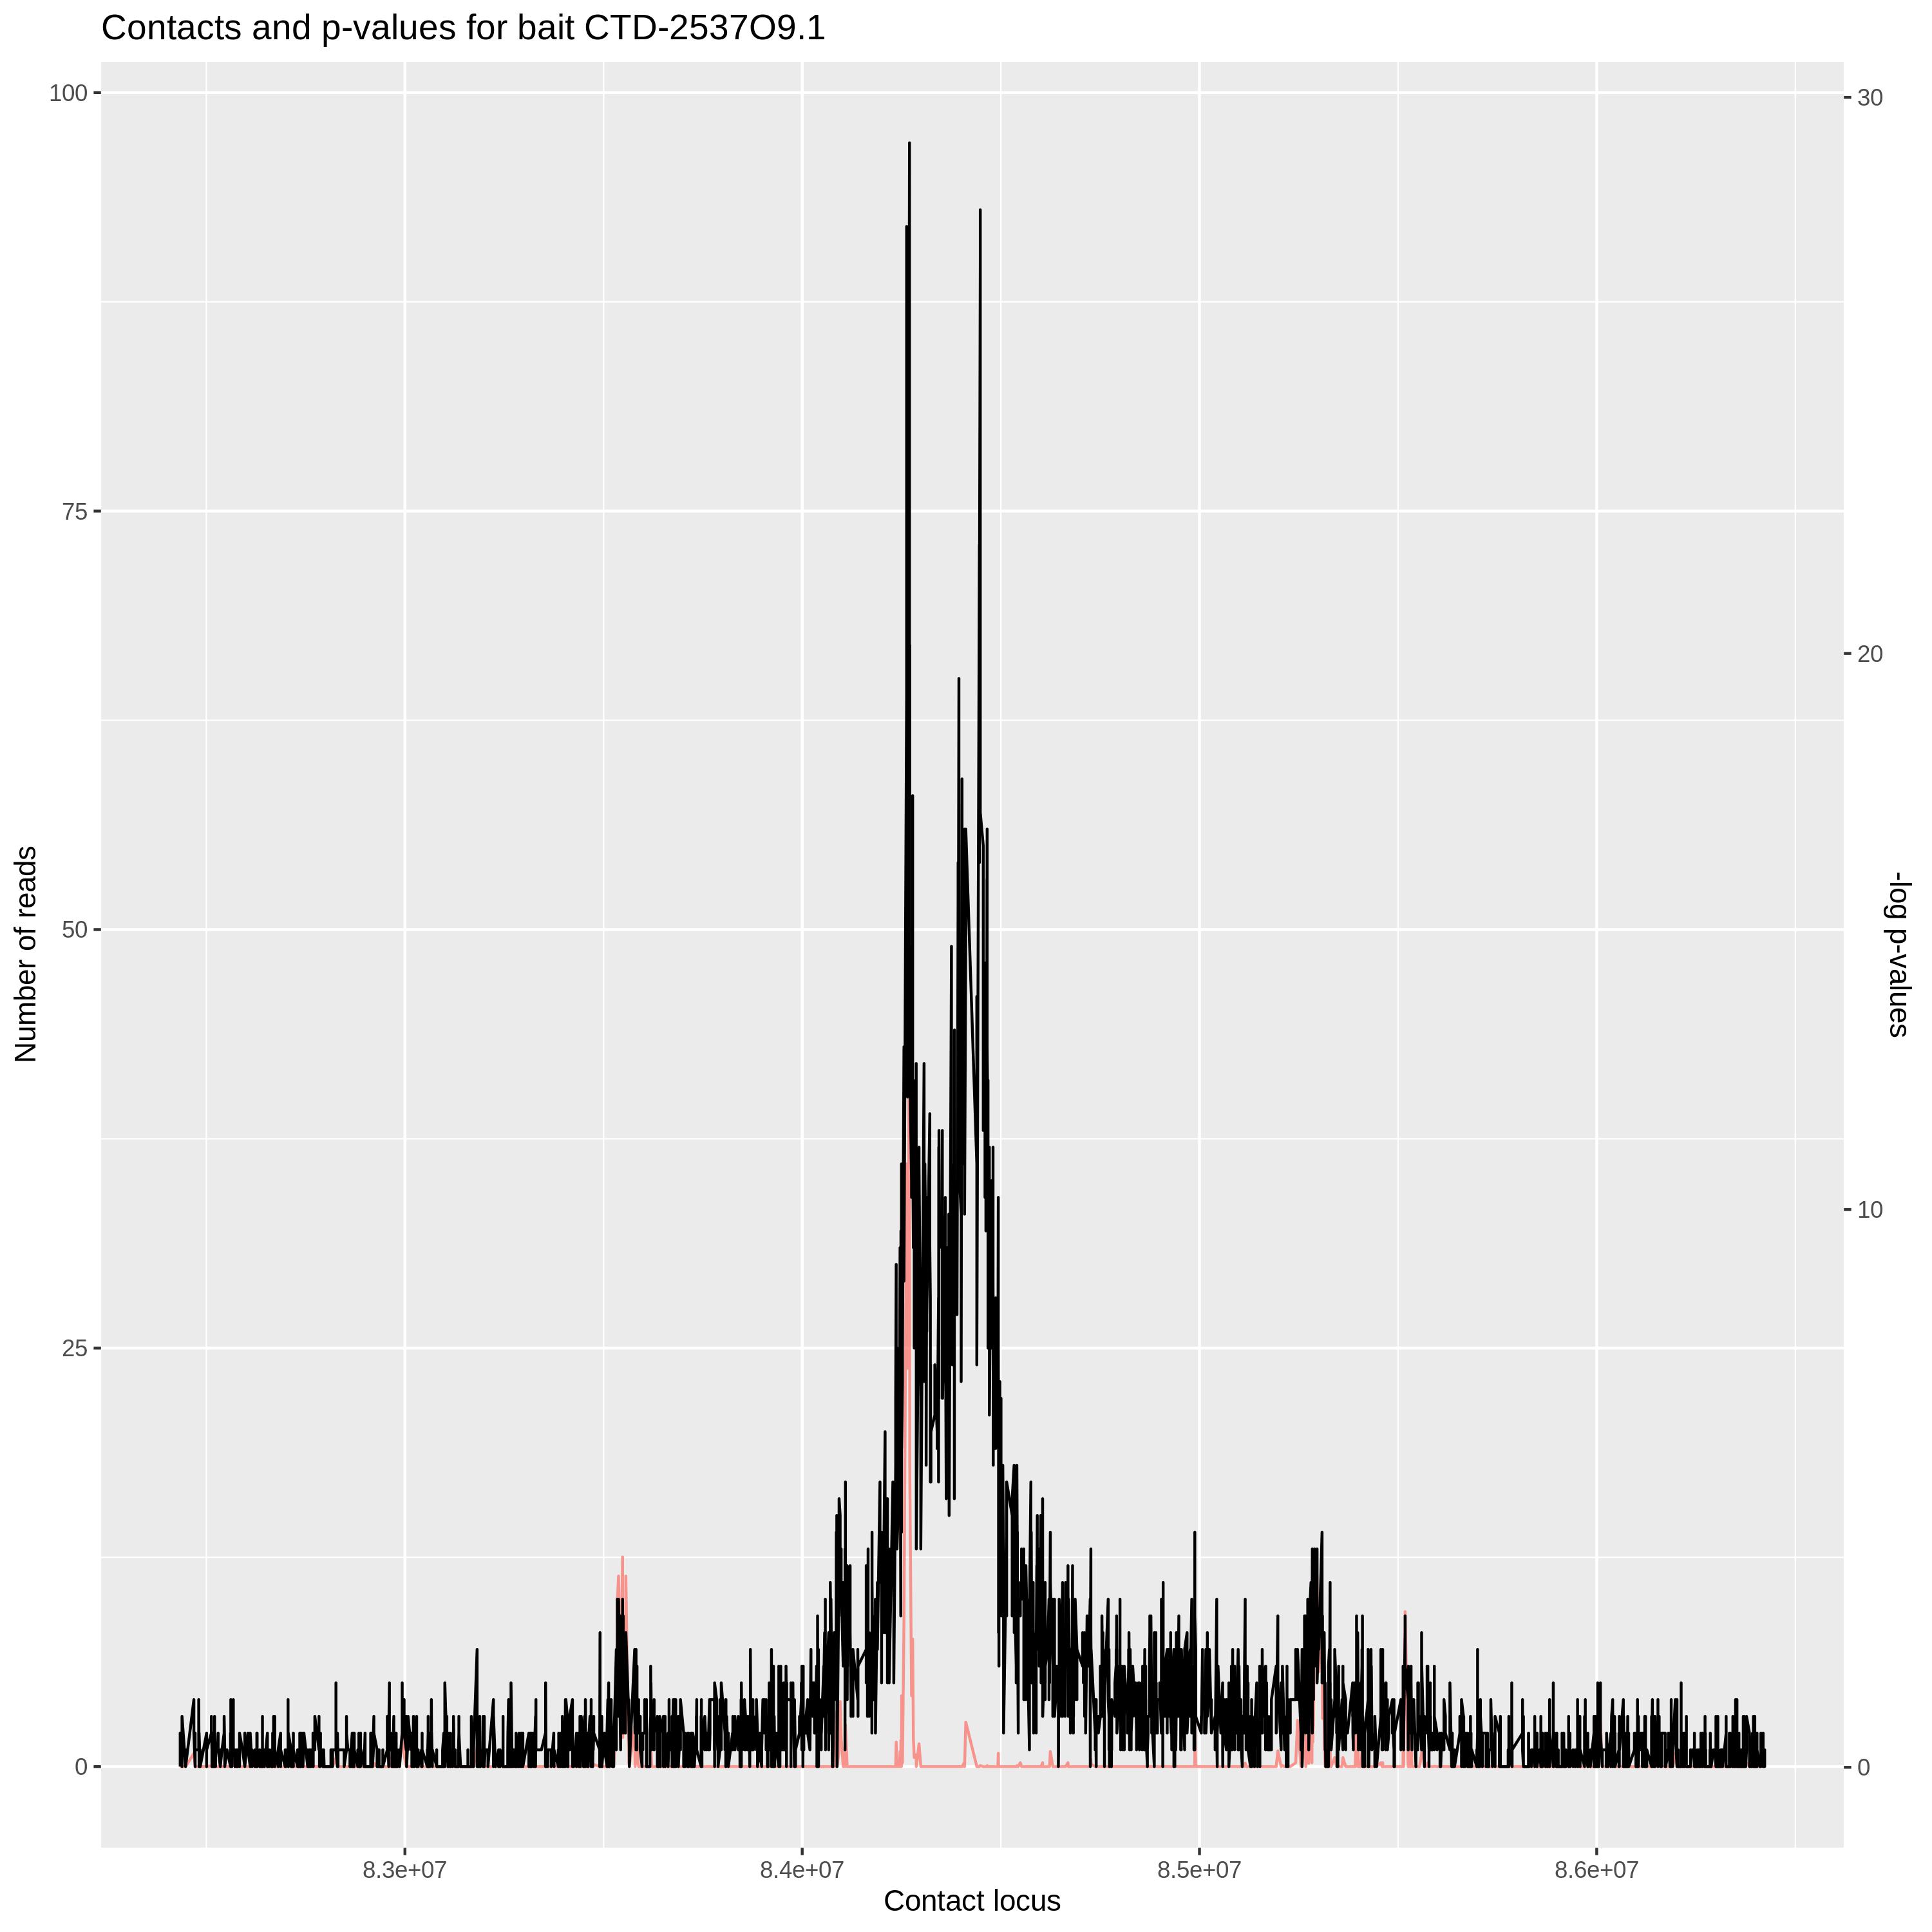 Contacts and p-values for bait CTD-2537O9.1
100
75
50
25
0
Number of reads
30
20
10
0
-log p-values
8.3e+07
8.4e+07
8.5e+07
8.6e+07
Contact locus